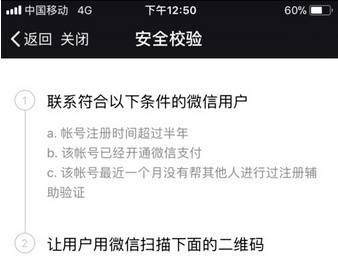 中国移动 4G 下午12:50 60%
返回 关闭 安全校验
1 联系符合以下条件的微信用户
a. 帐号注册时间超过半年
b. 该帐号已经开通微信支付
c. 该帐号最近一个月没有帮其他人进行过注册辅
助验证
2 让用户用微信扫描下面的二维码